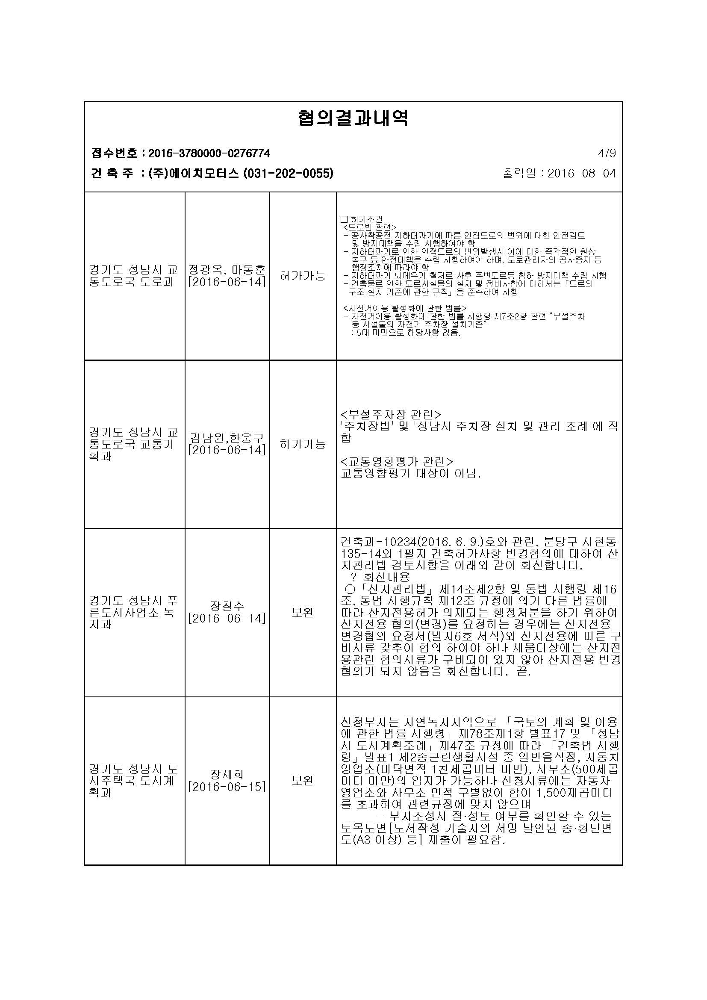 협의결과내역
접수번호 : 2016-3780000-0276774
4/9
건 축 주 : (주)에이치모터스 (031-202-0055)
출력일 : 2016-08-04
경기도 성남시 교
통도로국 도로과
정광옥, 마동훈
[2016-06-14]
허가가능
□ 허가조건
<도로법 관련>
- 공사착공전 지하터파기에 따른 인접도로의 변위에 대한 안전검토
및 방지대책을 수립 시행하여야 함
- 지하터파기로 인한 인접도로의 변위발생시 이에 대한 즉각적인 원상
복구 등 안정대책을 수립 시행하여야 하며, 도로관리자의 공사중지 등
행정조치에 따라야 함
- 지하터파기 되메우기 철저로 사후 주변도로등 침하 방지대책 수립 시행
- 건축물로 인한 도로시설물의 설치 및 정비사항에 대해서는「도로의
구조 설치 기준에 관한 규칙」을 준수하여 시행
<자전거이용 활성화에 관한 법률>
- 자전거이용 활성화에 관한 법률 시행령 제7조2항 관련 ”부설주차
등 시설물의 자전거 주차장 설치기준”
: 5대 미만으로 해당사항 없음.
경기도 성남시 교
통도로국 교통기
획과
김남원,한웅구
[2016-06-14]
허가가능
<부설주차장 관련>
'주차장법' 및 '성남시 주차장 설치 및 관리 조례'에 적
합
<교통영향평가 관련>
교통영향평가 대상이 아님.
경기도 성남시 푸
른도시사업소 녹
지과
장칠수
[2016-06-14]
보완
건축과-10234(2016. 6. 9.)호와 관련, 분당구 서현동
135-14외 1필지 건축허가사항 변경협의에 대하여 산
지관리법 검토사항을 아래와 같이 회신합니다.
? 회신내용
○「산지관리법」제14조제2항 및 동법 시행령 제16
조, 동법 시행규칙 제12조 규정에 의거 다른 법률에
따라 산지전용허가 의제되는 행정처분을 하기 위하여
산지전용 협의(변경)를 요청하는 경우에는 산지전용
변경협의 요청서(별지6호 서식)와 산지전용에 따른 구
비서류 갖추어 협의 하여야 하나 세움터상에는 산지전
용관련 협의서류가 구비되어 있지 않아 산지전용 변경
협의가 되지 않음을 회신합니다. 끝.
경기도 성남시 도
시주택국 도시계
획과
장세희
[2016-06-15]
보완
신청부지는 자연녹지지역으로 「국토의 계획 및 이용
에 관한 법률 시행령」제78조제1항 별표17 및 「성남
시 도시계획조례」제47조 규정에 따라 「건축법 시행
령」별표1 제2종근린생활시설 중 일반음식점, 자동차
영업소(바닥면적 1천제곱미터 미만), 사무소(500제곱
미터 미만)의 입지가 가능하나 신청서류에는 자동차
영업소와 사무소 면적 구별없이 합이 1,500제곱미터
를 초과하여 관련규정에 맞지 않으며
- 부지조성시 절·성토 여부를 확인할 수 있는
토목도면[도서작성 기술자의 서명 날인된 종·횡단면
도(A3 이상) 등] 제출이 필요함.